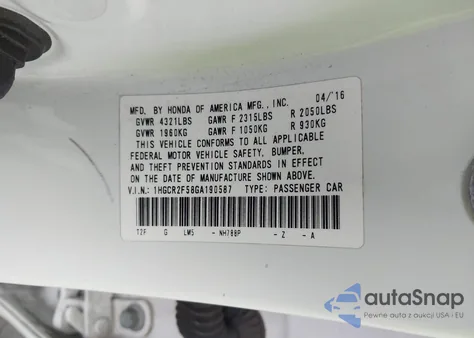 MFD. BY HONDA OF AMERICA MFG., INC. 04/16
GVWR 4321LBS GAWR F 2315LBS R 2050LBS
GVWR 1960KG GAWR F 1050KG R 930KG
THIS VEHICLE CONFORMS TO ALL APPLICABLE
FEDERAL MOTOR VEHICLE SAFETY, BUMPER,
AND THEFT PREVENTION STANDARDS IN EFFECT
ON THE DATE OF MANUFACTURE SHOWN ABOVE.
V.I.N.: 1HGCR2F58GA190587 TYPE: PASSENGER CAR
T2F G LW5 - NH788P - Z - A
autoSnap
Pewne auta z aukcji USA i EU